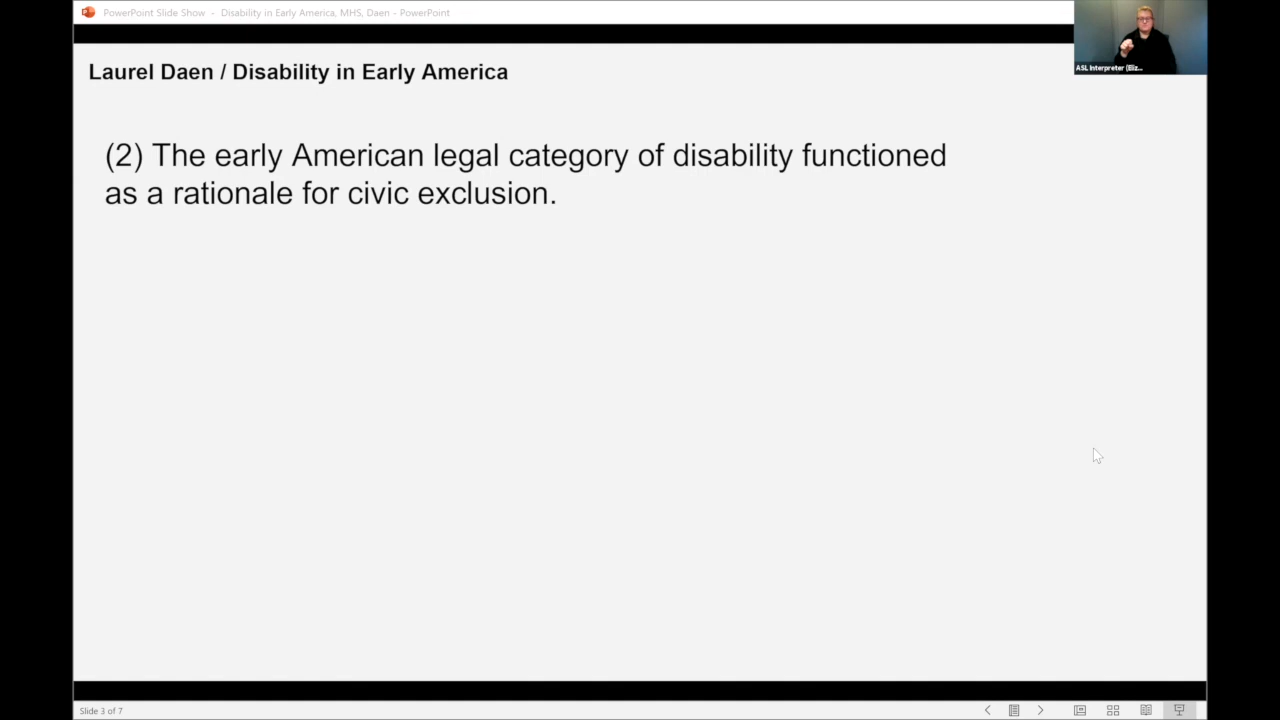 PowerPoint Slide Show - Disability in Early America, MHS, Daen - PowerPoint
ASL Interpreter (Eliz...
Laurel Daen / Disability in Early America
(2) The early American legal category of disability functioned
as a rationale for civic exclusion.
Slide 3 of 7